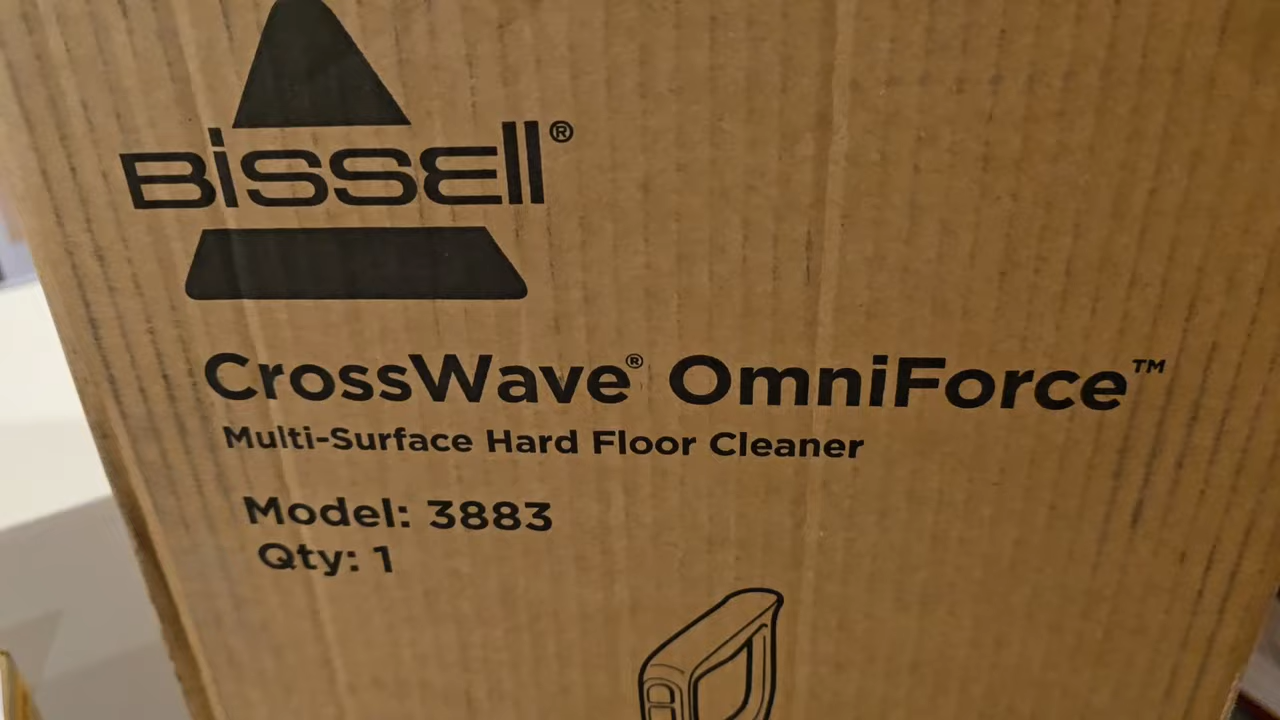 BISSELL®
CrossWave® OmniForce™
Multi-Surface Hard Floor Cleaner
Model: 3883
Qty: 1